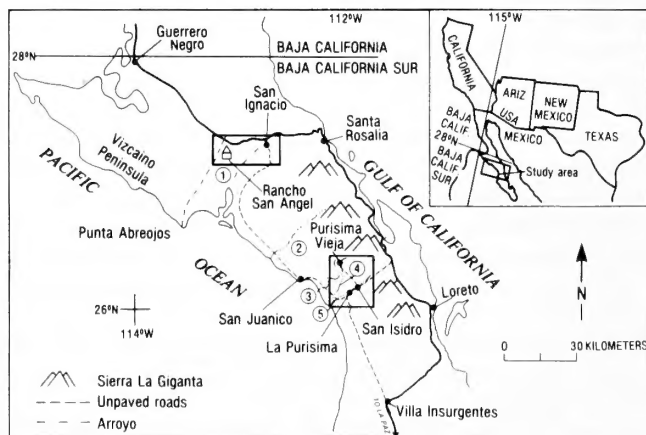 112°W
Guerrero
Negro
28°N
BAJA CALIFORNIA
BAJA CALIFORNIA SUR
San
Ignacio
Santa
Rosalia
Vizcaino
Peninsula
①
Rancho
San Angel
PACIFIC
OCEAN
GULF OF CALIFORNIA
Punta Abreojos
Purisima
Vieja
②
④
③
⑤
San Juanico
San Isidro
La Purisima
Loreto
26°N
114°W
N
0 30 KILOMETERS
Sierra La Giganta
Unpaved roads
Arroyo
TO LA PAZ
Villa Insurgentes
115°W
CALIFORNIA
ARIZ
NEW
MEXICO
USA
MEXICO
TEXAS
BAJA
CALIF
28°N
BAJA
CALIF
SUR
Study area